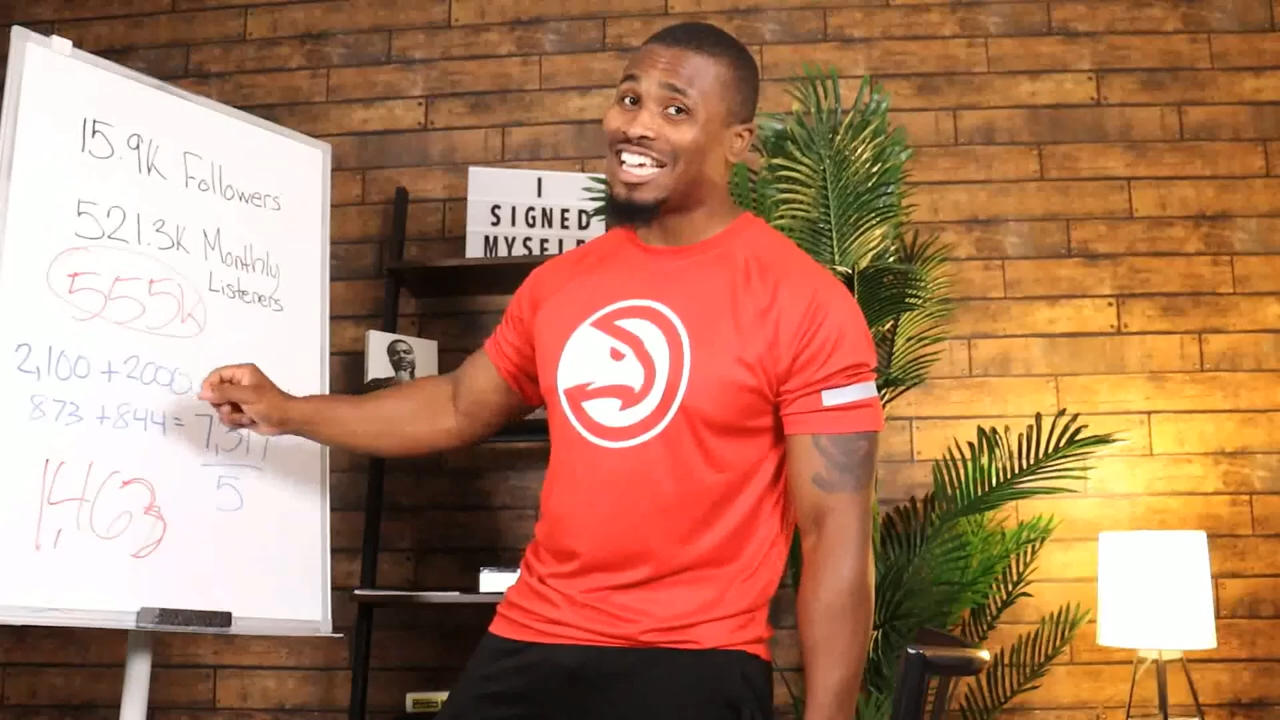 15.9K Followers
521.3K Monthly
Listeners
555K
2,100 + 2000
873 + 844 = 7,317
5
1,463
I
SIGNED
MYSELF